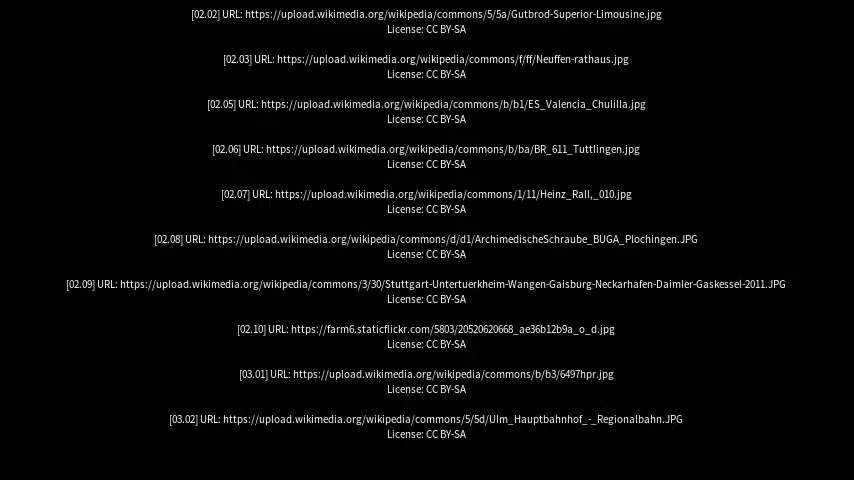 [02.02] URL: https://upload.wikimedia.org/wikipedia/commons/5/5a/Gutbrod-Superior-Limousine.jpg
License: CC BY-SA
[02.03] URL: https://upload.wikimedia.org/wikipedia/commons/f/ff/Neuffen-rathaus.jpg
License: CC BY-SA
[02.05] URL: https://upload.wikimedia.org/wikipedia/commons/b/b1/ES_Valencia_Chulilla.jpg
License: CC BY-SA
[02.06] URL: https://upload.wikimedia.org/wikipedia/commons/b/ba/BR_611_Tuttlingen.jpg
License: CC BY-SA
[02.07] URL: https://upload.wikimedia.org/wikipedia/commons/1/11/Heinz_Rall,_010.jpg
License: CC BY-SA
[02.08] URL: https://upload.wikimedia.org/wikipedia/commons/d/d1/ArchimedischeSchraube_BUGA_Plochingen.JPG
License: CC BY-SA
[02.09] URL: https://upload.wikimedia.org/wikipedia/commons/3/30/Stuttgart-Untertuerkheim-Wangen-Gaisburg-Neckarhafen-Daimler-Gaskessel-2011.JPG
License: CC BY-SA
[02.10] URL: https://farm6.staticflickr.com/5803/20520620668_ae36b12b9a_o_d.jpg
License: CC BY-SA
[03.01] URL: https://upload.wikimedia.org/wikipedia/commons/b/b3/6497hpr.jpg
License: CC BY-SA
[03.02] URL: https://upload.wikimedia.org/wikipedia/commons/5/5d/Ulm_Hauptbahnhof_-_Regionalbahn.JPG
License: CC BY-SA